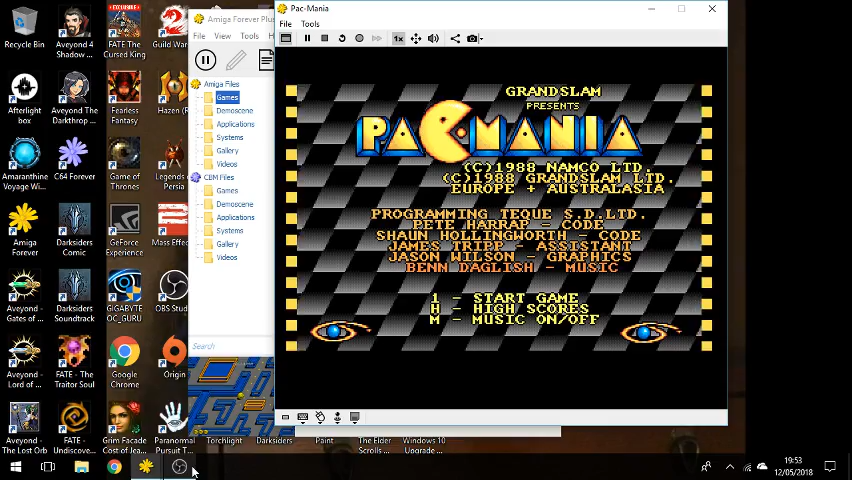 Recycle Bin
Aveyond 4
Shadow ...
FATE The
Cursed King
Guild War...
Afterlight
box
Aveyond The
Darkthrop...
Fearless
Fantasy
Hazen (R...
Amaranthine
Voyage Wi...
C64 Forever
Game of
Thrones
Legends o
Persia
Amiga
Forever
Darksiders
Comic
GeForce
Experience
Mass Effec
Aveyond -
Gates of ...
Darksiders
Soundtrack
GIGABYTE
OC_GURU
OBS Studi
Aveyond -
Lord of ...
FATE - The
Traitor Soul
Google
Chrome
Origin
Aveyond -
The Lost Orb
FATE -
Undiscove...
Grim Facade
Cost of Jea...
Paranormal
Pursuit T...
Torchlight
Darksiders
Paint
The Elder
Scrolls ...
Windows 10
Upgrade ...
Amiga Forever Plus
File View Tools
Amiga Files
Games
Demoscene
Applications
Systems
Gallery
Videos
CBM Files
Games
Demoscene
Applications
Systems
Gallery
Videos
Search
Pac-Mania
File Tools
1x
GRANDSLAM
PRESENTS
PAC-MANIA
(C)1988 NAMCO LTD.
(C)1988 GRANDSLAM LTD.
EUROPE + AUSTRALASIA
PROGRAMMING TEQUE S.D.LTD.
PETE HARRAP - CODE
SHAUN HOLLINGWORTH - CODE
JAMES TRIPP - ASSISTANT
JASON WILSON - GRAPHICS
BENN DAGLISH - MUSIC
1 - START GAME
H - HIGH SCORES
M - MUSIC ON/OFF
19:53
12/05/2018